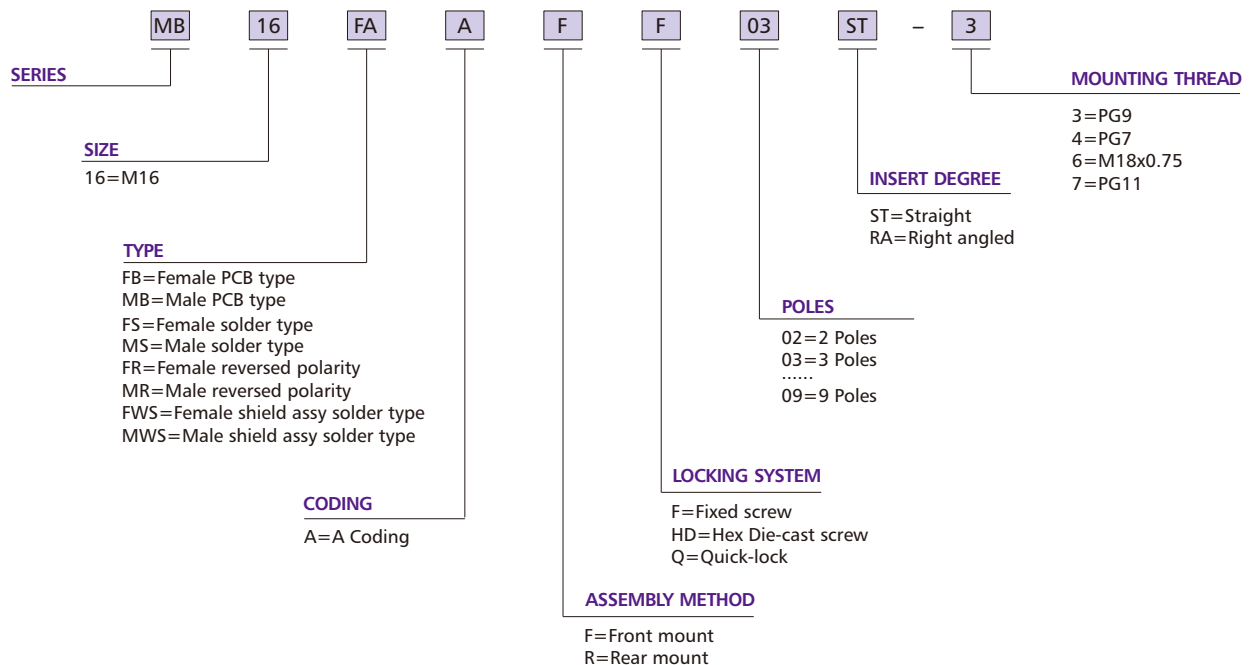 MB 16 FA A F F 03 ST – 3
SERIES
MOUNTING THREAD
3=PG9
4=PG7
6=M18x0.75
7=PG11
SIZE
16=M16
INSERT DEGREE
ST=Straight
RA=Right angled
TYPE
FB=Female PCB type
MB=Male PCB type
FS=Female solder type
MS=Male solder type
FR=Female reversed polarity
MR=Male reversed polarity
FWS=Female shield assy solder type
MWS=Male shield assy solder type
POLES
02=2 Poles
03=3 Poles
......
09=9 Poles
LOCKING SYSTEM
F=Fixed screw
HD=Hex Die-cast screw
Q=Quick-lock
CODING
A=A Coding
ASSEMBLY METHOD
F=Front mount
R=Rear mount